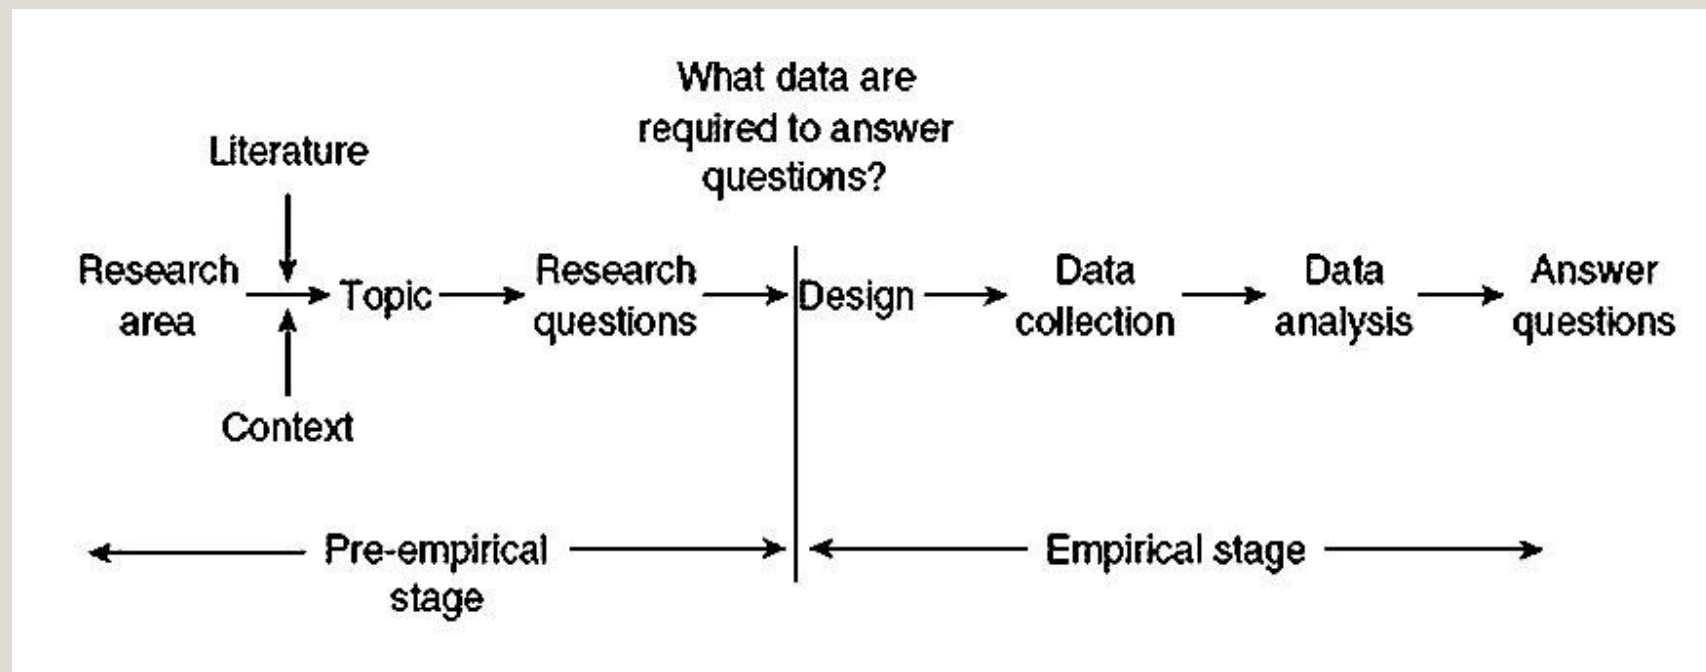 What data are
required to answer
questions?
Literature
Research
area
Topic
Research
questions
Design
Data
collection
Data
analysis
Answer
questions
Context
Pre-empirical
stage
Empirical stage